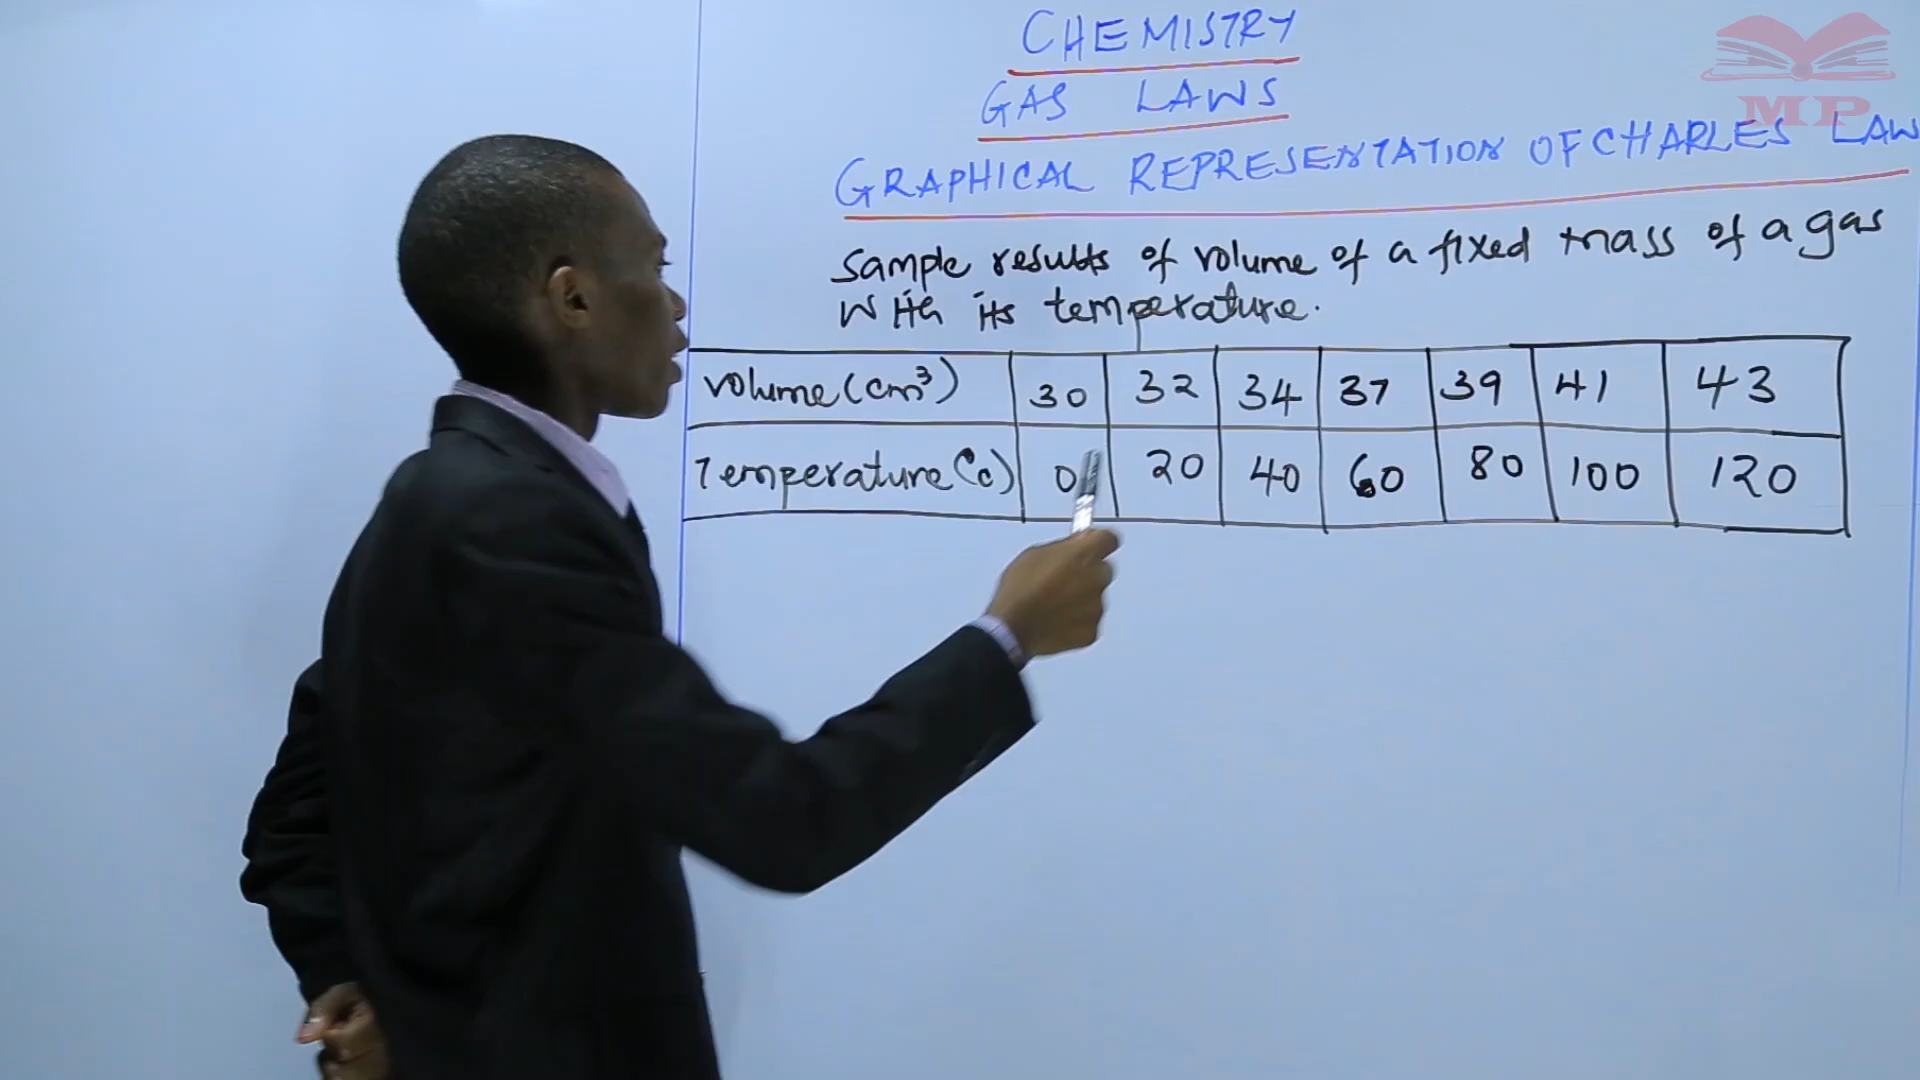 CHEMISTRY
GAS LAWS
GRAPHICAL REPRESENTATION OF CHARLES LAW
MP
Sample results of volume of a fixed mass of a gas
with its temperature.
Volume (cm³) 30 32 34 37 39 41 43
Temperature (°c) 0 20 40 60 80 100 120